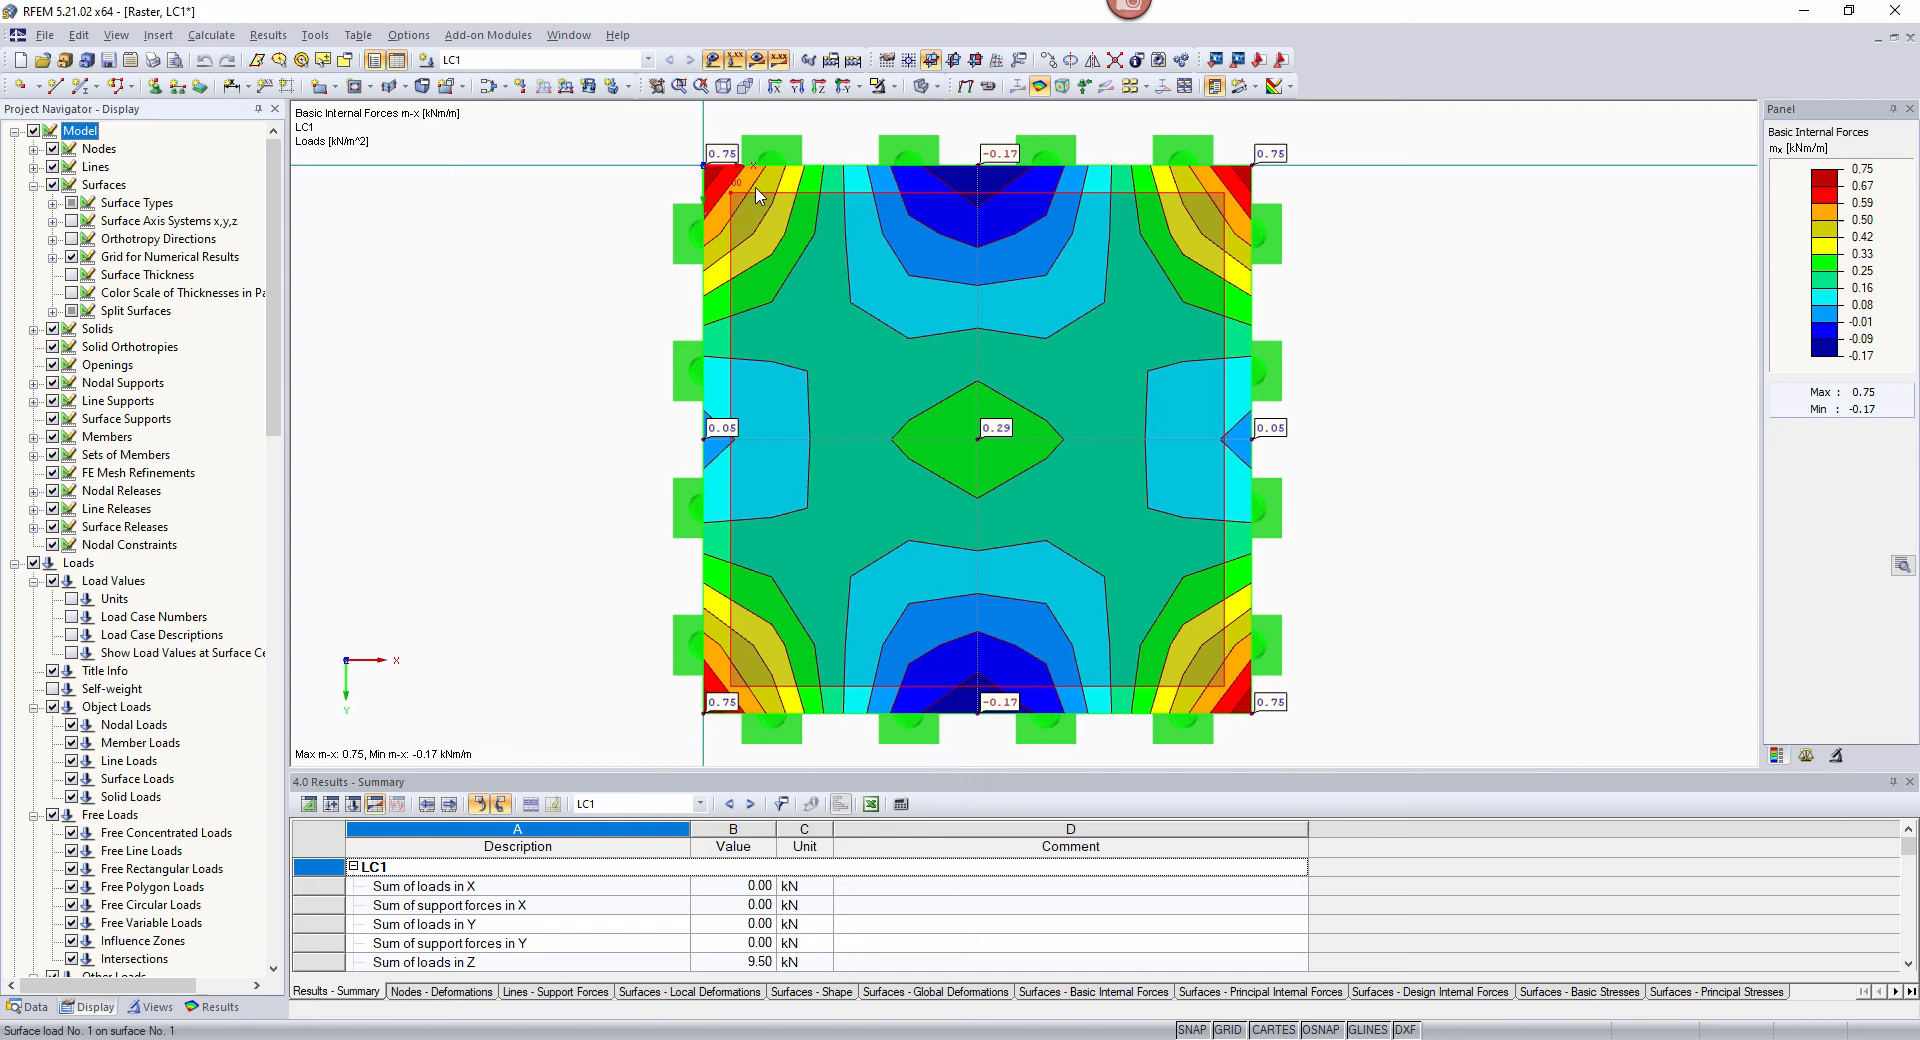 RFEM 5.21.02 x64 - [Raster, LC1*]
File Edit View Insert Calculate Results Tools Table Options Add-on Modules Window Help
LC1
Project Navigator - Display
Model
Nodes
Lines
Surfaces
Surface Types
Surface Axis Systems x,y,z
Orthotropy Directions
Grid for Numerical Results
Surface Thickness
Color Scale of Thicknesses in Pa
Split Surfaces
Solids
Solid Orthotropies
Openings
Nodal Supports
Line Supports
Surface Supports
Members
Sets of Members
FE Mesh Refinements
Nodal Releases
Line Releases
Surface Releases
Nodal Constraints
Loads
Load Values
Units
Load Case Numbers
Load Case Descriptions
Show Load Values at Surface Ce
Title Info
Self-weight
Object Loads
Nodal Loads
Member Loads
Line Loads
Surface Loads
Solid Loads
Free Loads
Free Concentrated Loads
Free Line Loads
Free Rectangular Loads
Free Polygon Loads
Free Circular Loads
Free Variable Loads
Influence Zones
Intersections
Other Loads
Data Display Views Results
Surface load No. 1 on surface No. 1
Basic Internal Forces m-x [kNm/m]
LC1
Loads [kN/m^2]
0.75 -0.17 0.75
0.05 0.29 0.05
0.75 -0.17 0.75
X
Y
Max m-x: 0.75, Min m-x: -0.17 kNm/m
Panel
Basic Internal Forces
mx [kNm/m]
0.75
0.67
0.59
0.50
0.42
0.33
0.25
0.16
0.08
-0.01
-0.09
-0.17
Max : 0.75
Min : -0.17
4.0 Results - Summary
LC1
A B C D
Description Value Unit Comment
LC1
Sum of loads in X 0.00 kN
Sum of support forces in X 0.00 kN
Sum of loads in Y 0.00 kN
Sum of support forces in Y 0.00 kN
Sum of loads in Z 9.50 kN
Results - Summary Nodes - Deformations Lines - Support Forces Surfaces - Local Deformations Surfaces - Shape Surfaces - Global Deformations Surfaces - Basic Internal Forces Surfaces - Principal Internal Forces Surfaces - Design Internal Forces Surfaces - Basic Stresses Surfaces - Principal Stresses
SNAP GRID CARTES OSNAP GLINES DXF